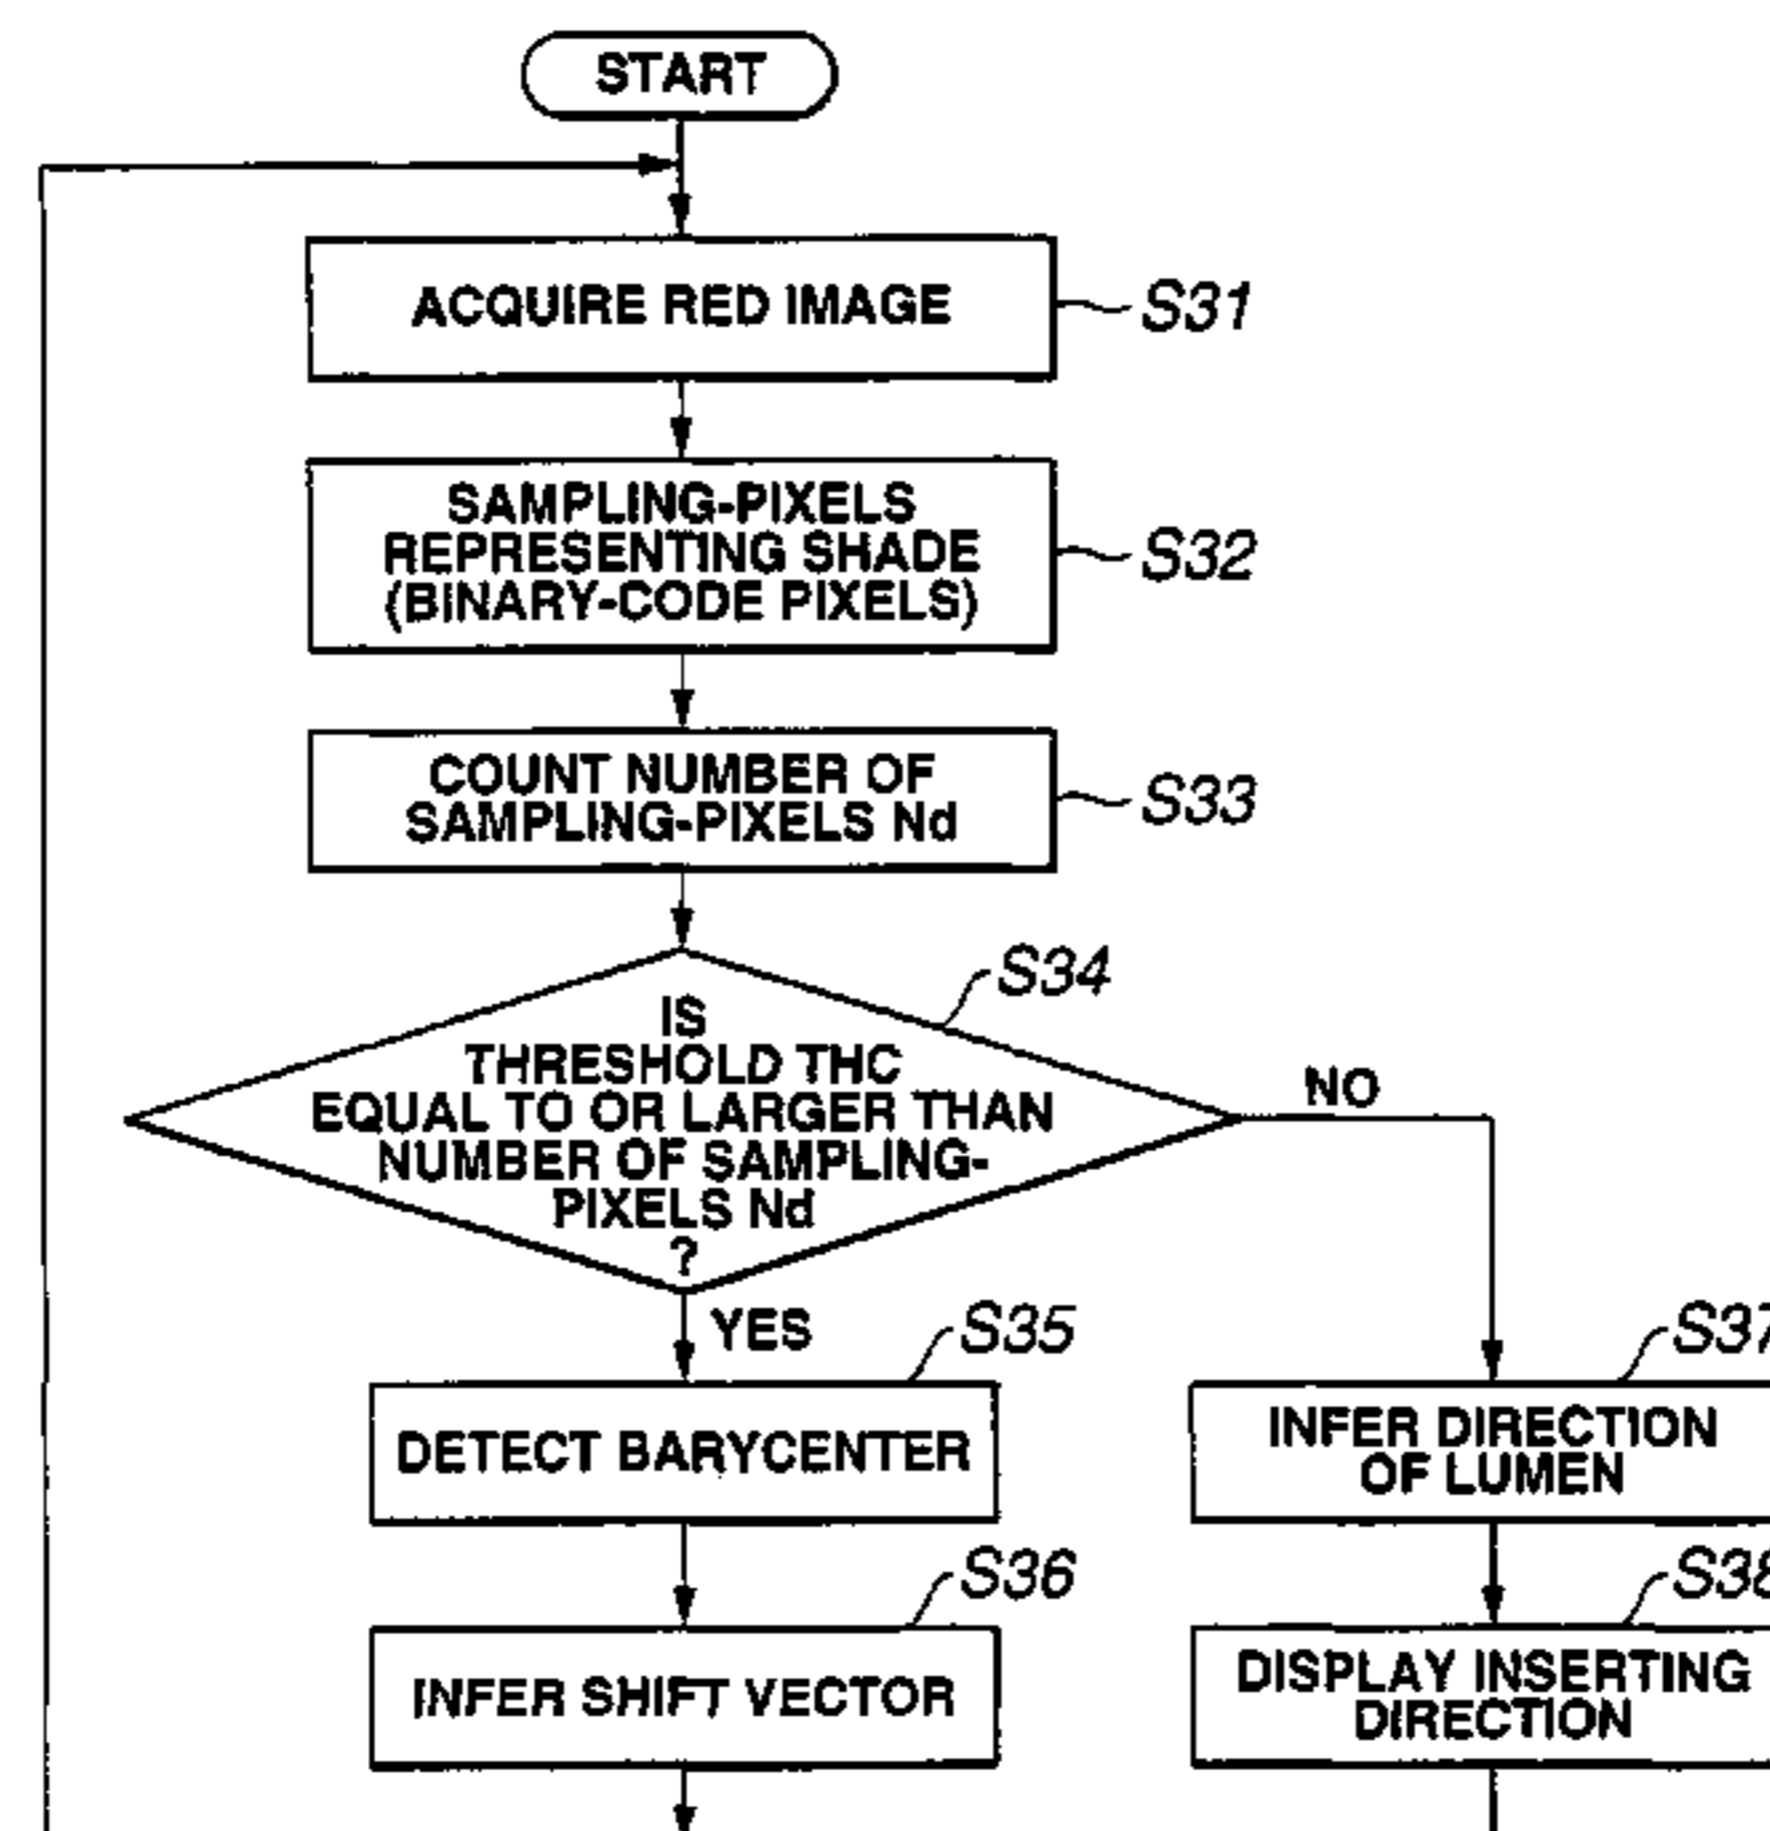 START
ACQUIRE RED IMAGE
S31
SAMPLING-PIXELS
REPRESENTING SHADE
(BINARY-CODE PIXELS)
S32
COUNT NUMBER OF
SAMPLING-PIXELS Nd
S33
S34
IS
THRESHOLD THC
EQUAL TO OR LARGER THAN
NUMBER OF SAMPLING-
PIXELS Nd
?
NO
YES
S35
DETECT BARYCENTER
S37
INFER DIRECTION
OF LUMEN
S36
INFER SHIFT VECTOR
S38
DISPLAY INSERTING
DIRECTION